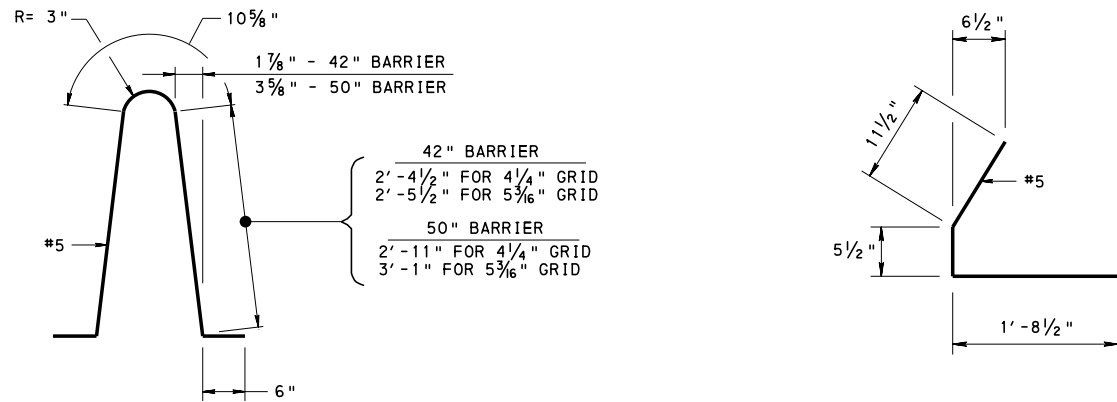 R= 3"
10⅝"
1⅞" - 42" BARRIER
3⅝" - 50" BARRIER
42" BARRIER
2'-4½" FOR 4¼" GRID
2'-5½" FOR 5³⁄₁₆" GRID
50" BARRIER
2'-11" FOR 4¼" GRID
3'-1" FOR 5³⁄₁₆" GRID
#5
6"
6½"
11½"
#5
5½"
1'-8½"